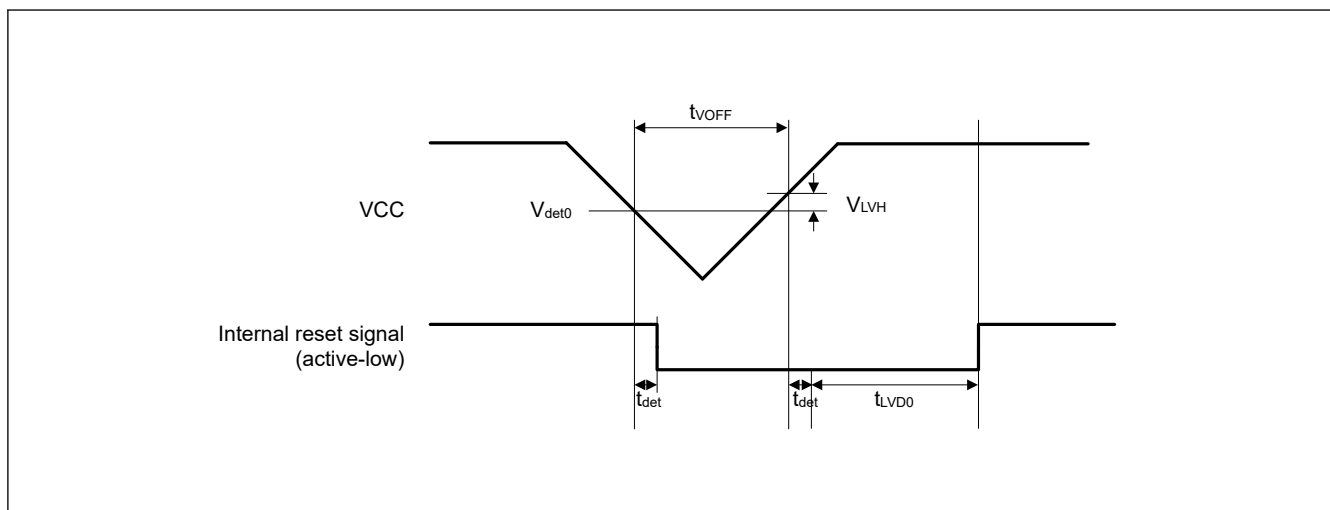 tVOFF
VCC
Vdet0
VLVH
Internal reset signal
(active-low)
tdet
tdet
tLVD0